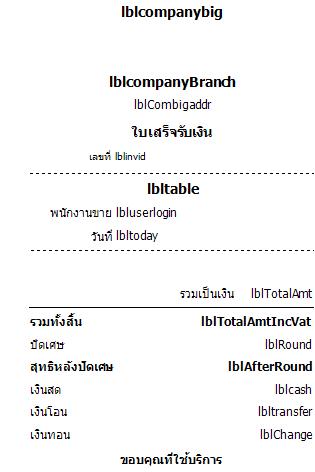 lblcompanybig
lblcompanyBranch
lblCombigaddr
ใบเสร็จรับเงิน
เลขที่ lblinvid
lbltable
พนักงานขาย lbluserlogin
วันที่ lbltoday
รวมเป็นเงิน lblTotalAmt
รวมทั้งสิ้น lblTotalAmtIncVat
ปัดเศษ lblRound
สุทธิหลังปัดเศษ lblAfterRound
เงินสด lblcash
เงินโอน lbltransfer
เงินทอน lblChange
ขอบคุณที่ใช้บริการ